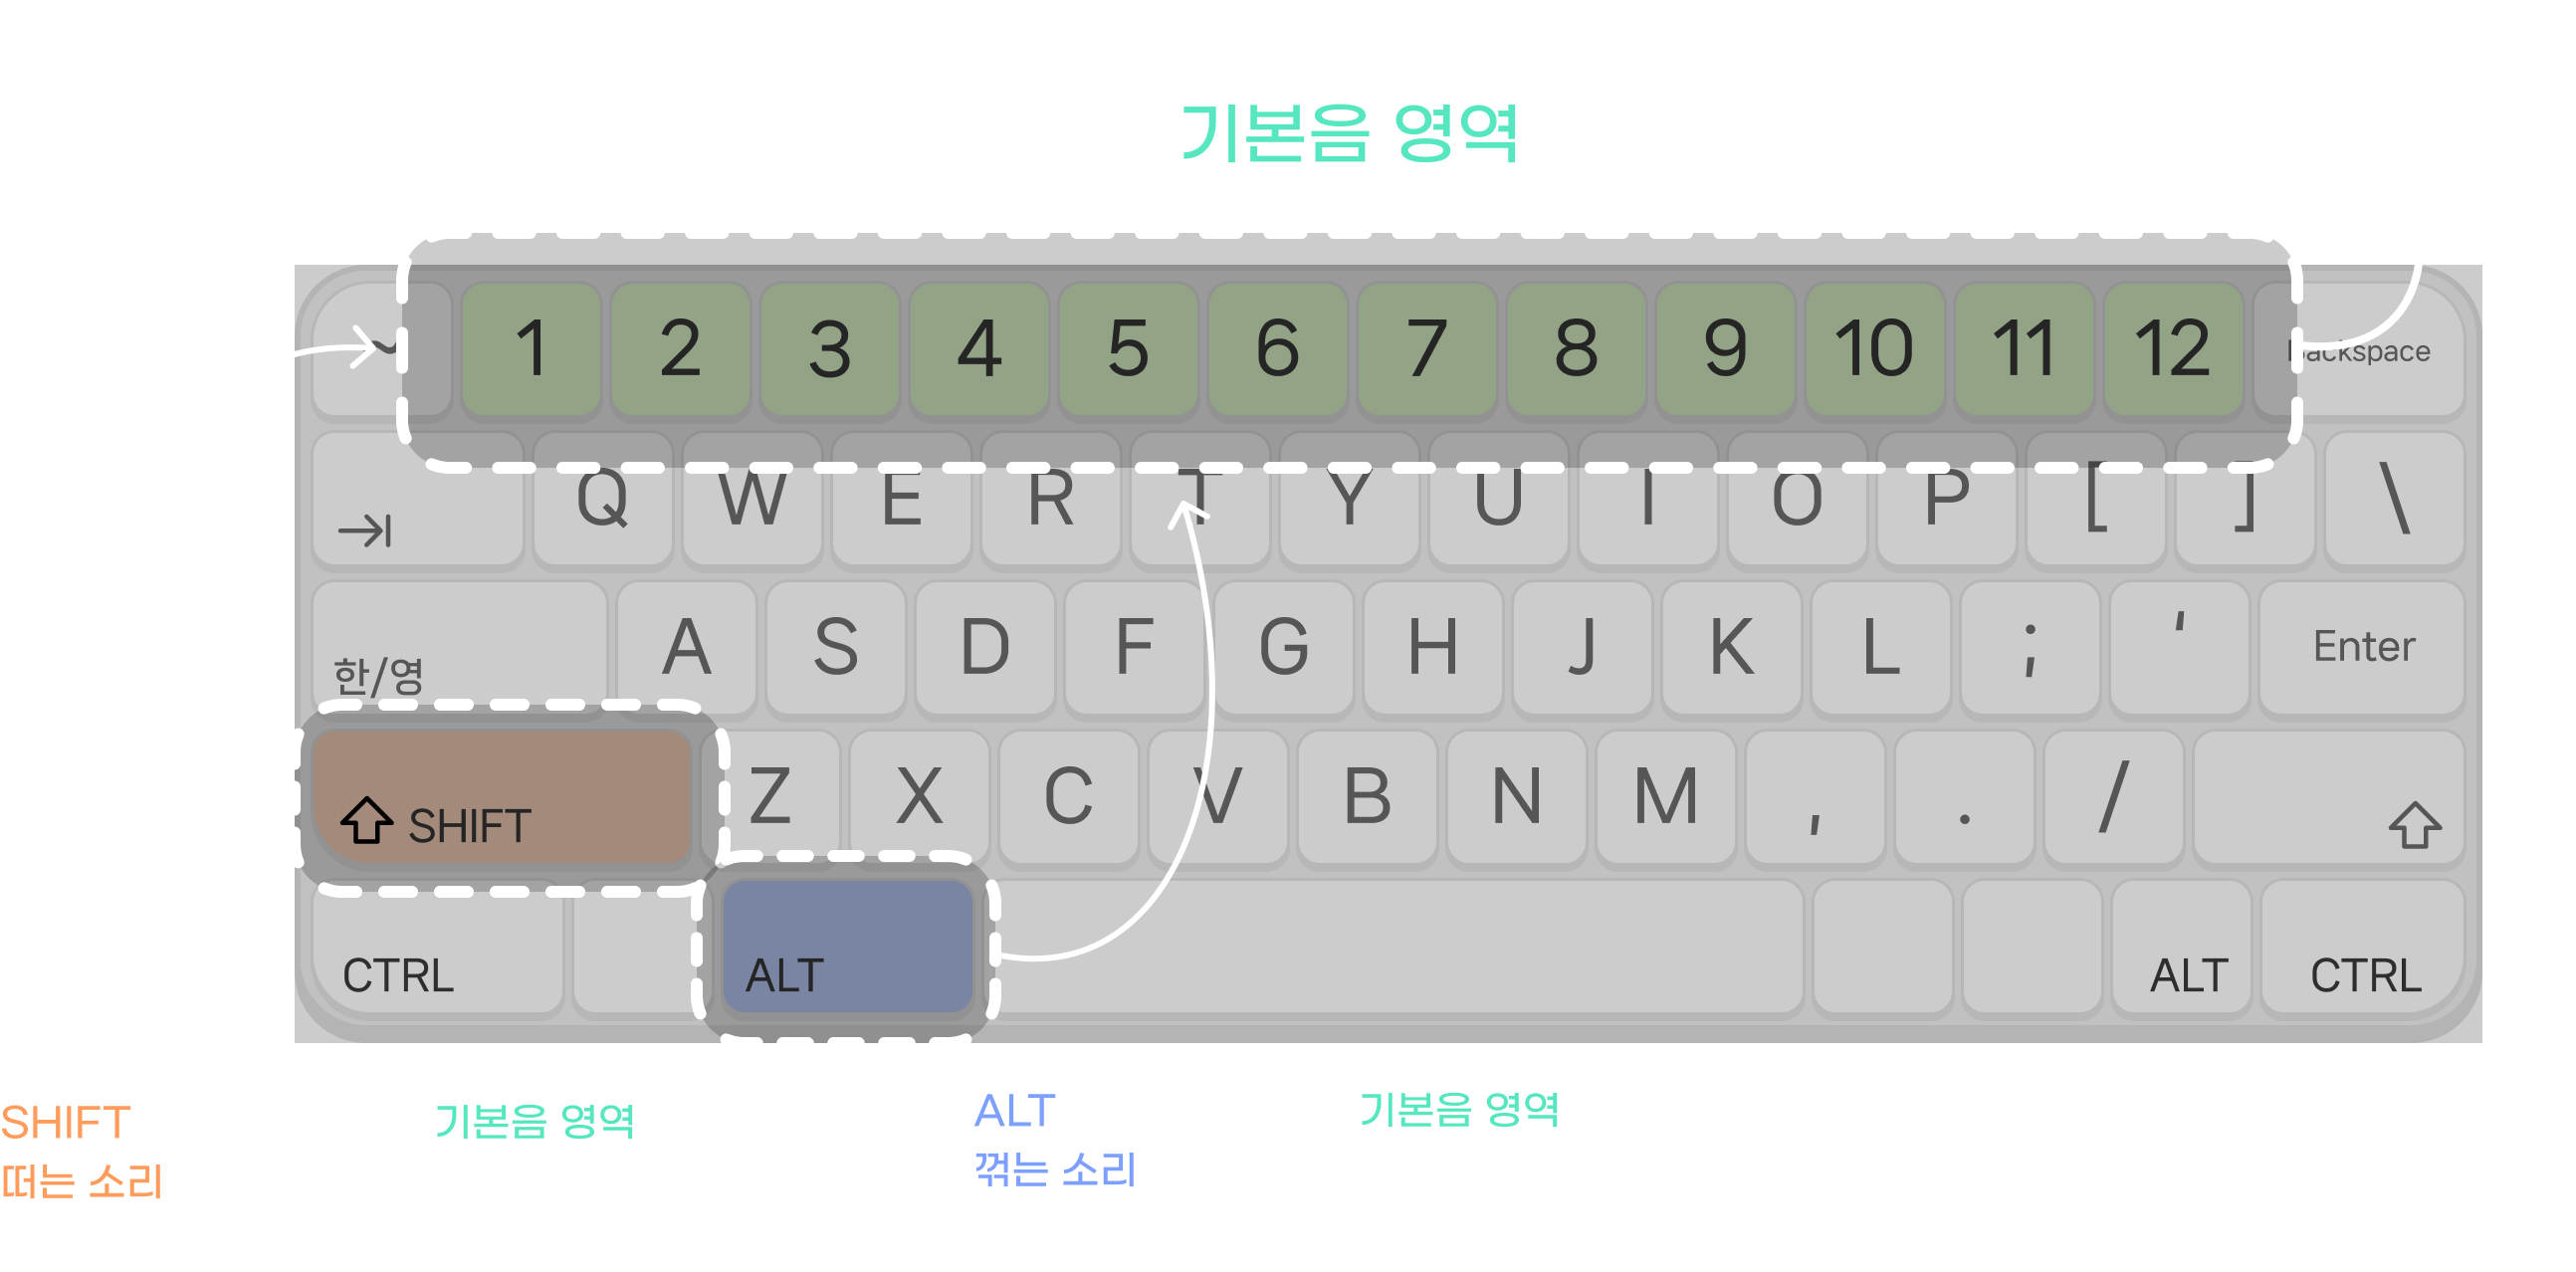 기본음 영역
~ 1 2 3 4 5 6 7 8 9 10 11 12 Backspace
Q W E R T Y U I O P [ ] \
한/영 A S D F G H J K L ; ' Enter
SHIFT Z X C V B N M , . /
CTRL ALT ALT CTRL
SHIFT 기본음 영역 ALT 기본음 영역
떠는 소리 꺾는 소리